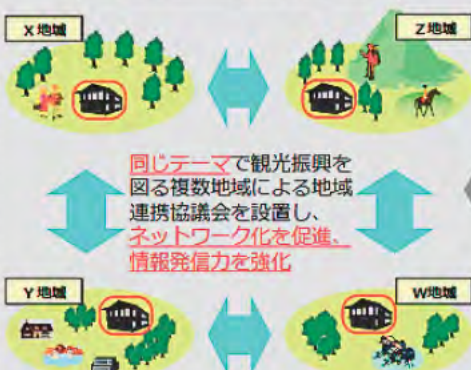 X地域
Z地域
同じテーマで観光振興を
図る複数地域による地域
連携協議会を設置し、
ネットワーク化を促進、
情報発信力を強化
Y地域
W地域